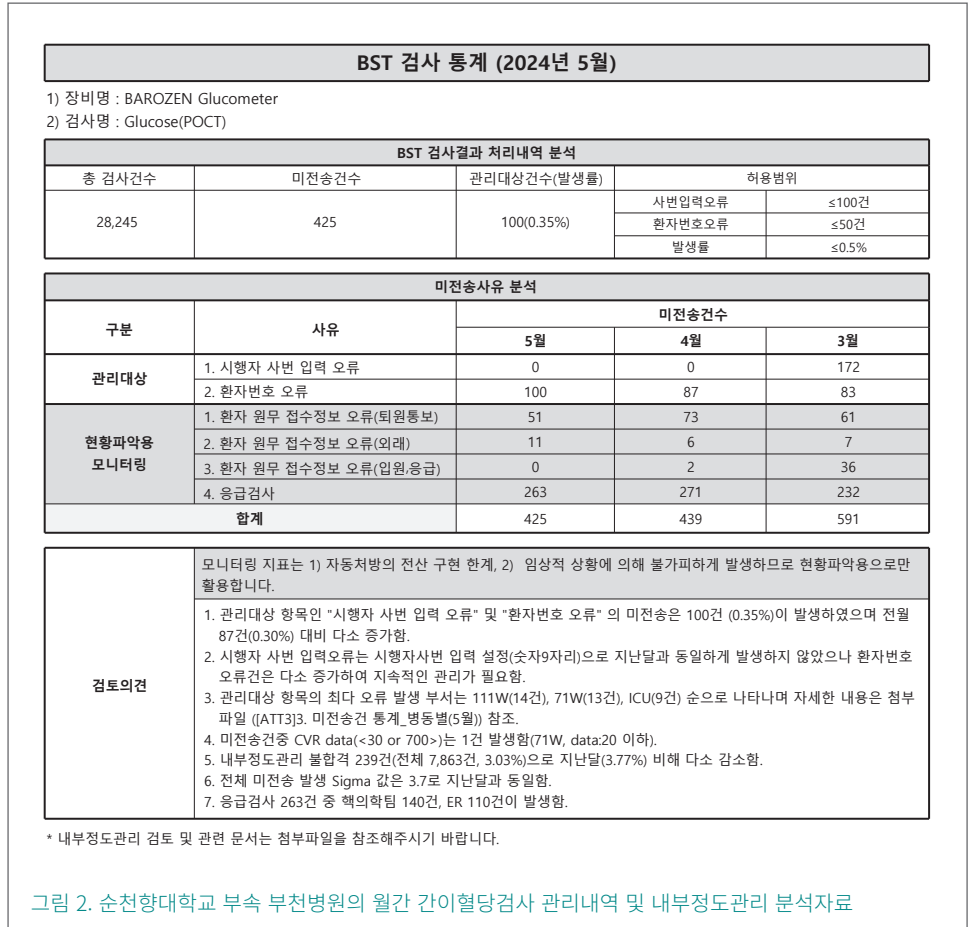 BST 검사 통계 (2024년 5월)
1) 장비명 : BAROZEN Glucometer
2) 검사명 : Glucose(POCT)
BST 검사결과 처리내역 분석
총 검사건수 미전송건수 관리대상건수(발생률) 허용범위
28,245 425 100(0.35%)
사번입력오류 ≤100건
환자번호오류 ≤50건
발생률 ≤0.5%
미전송사유 분석
구분 사유 미전송건수
5월 4월 3월
관리대상
1. 시행자 사번 입력 오류 0 0 172
2. 환자번호 오류 100 87 83
현황파악용
모니터링
1. 환자 원무 접수정보 오류(퇴원통보) 51 73 61
2. 환자 원무 접수정보 오류(외래) 11 6 7
3. 환자 원무 접수정보 오류(입원,응급) 0 2 36
4. 응급검사 263 271 232
합계 425 439 591
검토의견
모니터링 지표는 1) 자동처방의 전산 구현 한계, 2) 임상적 상황에 의해 불가피하게 발생하므로 현황파악용으로만
활용합니다.
1. 관리대상 항목인 "시행자 사번 입력 오류" 및 "환자번호 오류" 의 미전송은 100건 (0.35%)이 발생하였으며 전월
87건(0.30%) 대비 다소 증가함.
2. 시행자 사번 입력오류는 시행자사번 입력 설정(숫자9자리)으로 지난달과 동일하게 발생하지 않았으나 환자번호
오류건은 다소 증가하여 지속적인 관리가 필요함.
3. 관리대상 항목의 최다 오류 발생 부서는 111W(14건), 71W(13건), ICU(9건) 순으로 나타나며 자세한 내용은 첨부
파일 ([ATT3]3. 미전송건 통계_병동별(5월)) 참조.
4. 미전송건중 CVR data(<30 or 700>)는 1건 발생함(71W, data:20 이하).
5. 내부정도관리 불합격 239건(전체 7,863건, 3.03%)으로 지난달(3.77%) 비해 다소 감소함.
6. 전체 미전송 발생 Sigma 값은 3.7로 지난달과 동일함.
7. 응급검사 263건 중 핵의학팀 140건, ER 110건이 발생함.
* 내부정도관리 검토 및 관련 문서는 첨부파일을 참조해주시기 바랍니다.
그림 2. 순천향대학교 부속 부천병원의 월간 간이혈당검사 관리내역 및 내부정도관리 분석자료